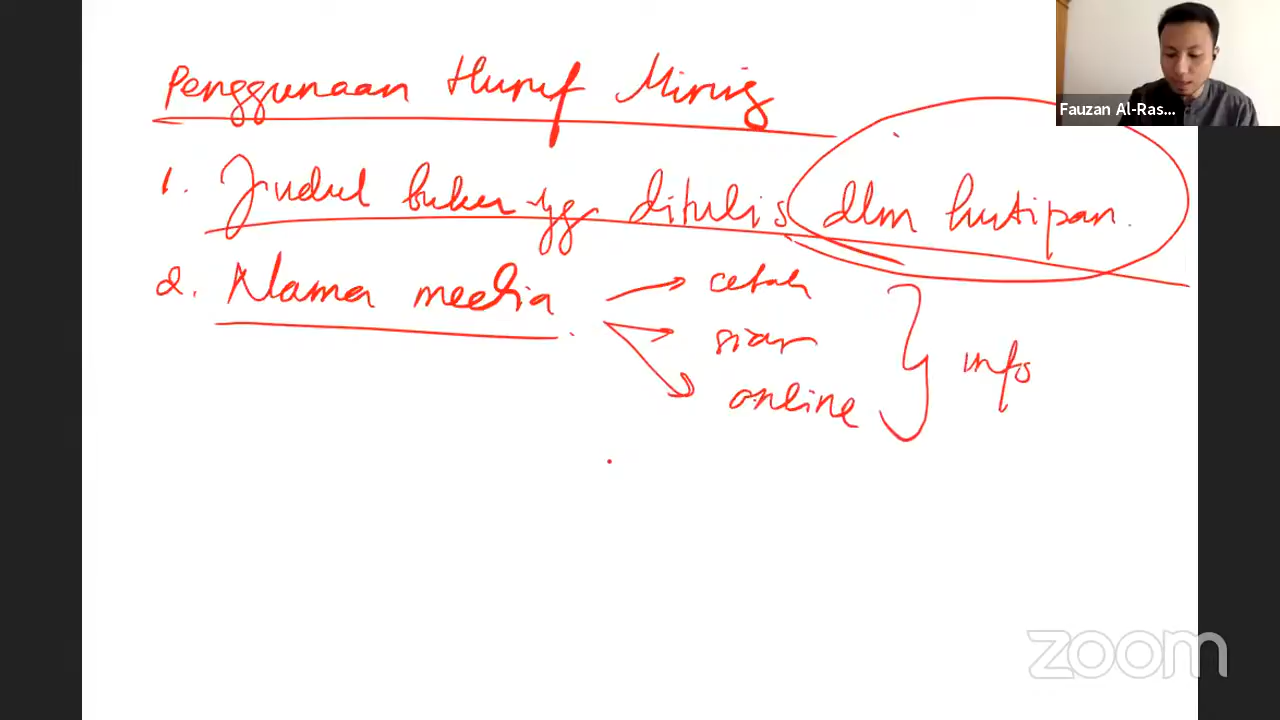 Penggunaan Huruf Miring
Fauzan Al-Ras...
1. Judul buku yg ditulis dlm kutipan.
2. Nama media
cetak
siar
online
info
zoom